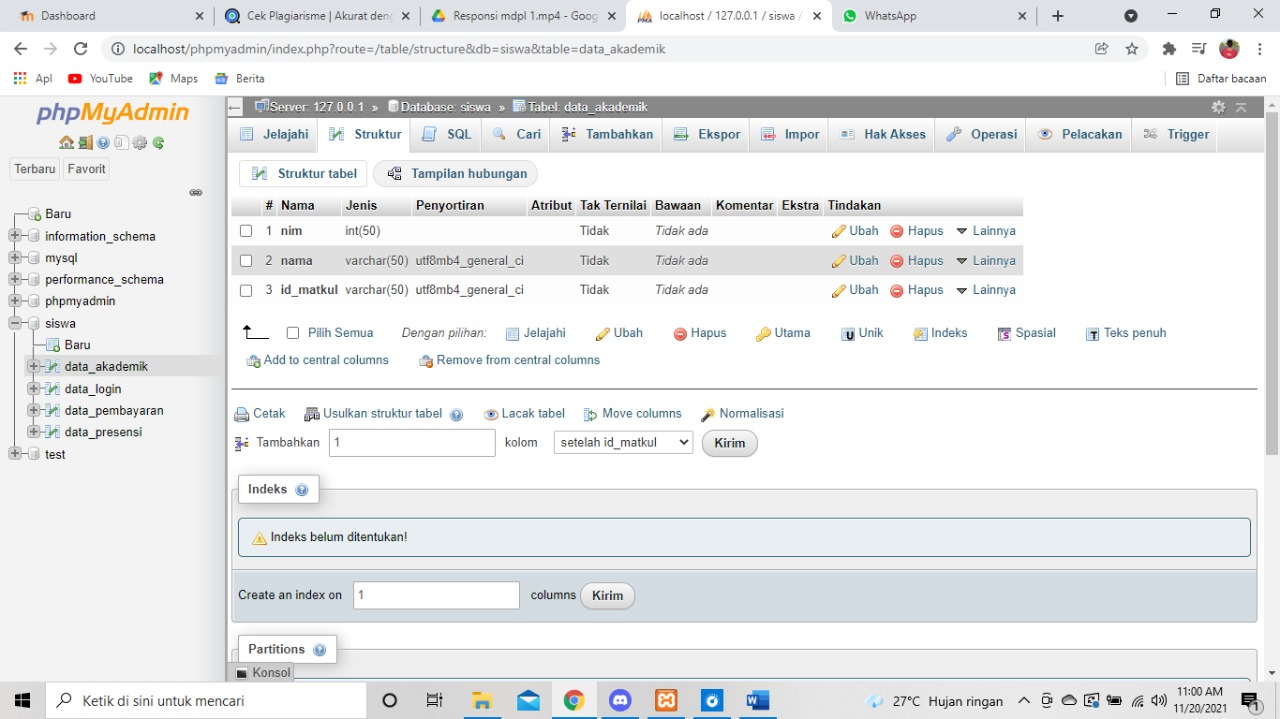 Dashboard
Cek Plagiarisme | Akurat deng
Responsi mdpl 1.mp4 - Goog
localhost / 127.0.0.1 / siswa /
WhatsApp
localhost/phpmyadmin/index.php?route=/table/structure&db=siswa&table=data_akademik
Apl YouTube Maps Berita Daftar bacaan
phpMyAdmin
Terbaru Favorit
Baru
information_schema
mysql
performance_schema
phpmyadmin
siswa
Baru
data_akademik
data_login
data_pembayaran
data_presensi
test
Server: 127.0.0.1 » Database: siswa » Tabel: data_akademik
Jelajahi Struktur SQL Cari Tambahkan Ekspor Impor Hak Akses Operasi Pelacakan Trigger
Struktur tabel Tampilan hubungan
# Nama Jenis Penyortiran Atribut Tak Ternilai Bawaan Komentar Ekstra Tindakan
1 nim int(50) Tidak Tidak ada Ubah Hapus Lainnya
2 nama varchar(50) utf8mb4_general_ci Tidak Tidak ada Ubah Hapus Lainnya
3 id_matkul varchar(50) utf8mb4_general_ci Tidak Tidak ada Ubah Hapus Lainnya
Pilih Semua Dengan pilihan: Jelajahi Ubah Hapus Utama Unik Indeks Spasial Teks penuh
Add to central columns Remove from central columns
Cetak Usulkan struktur tabel Lacak tabel Move columns Normalisasi
Tambahkan 1 kolom setelah id_matkul Kirim
Indeks
Indeks belum ditentukan!
Create an index on 1 columns Kirim
Partitions
Konsol
Ketik di sini untuk mencari
27°C Hujan ringan
11:00 AM
11/20/2021
1